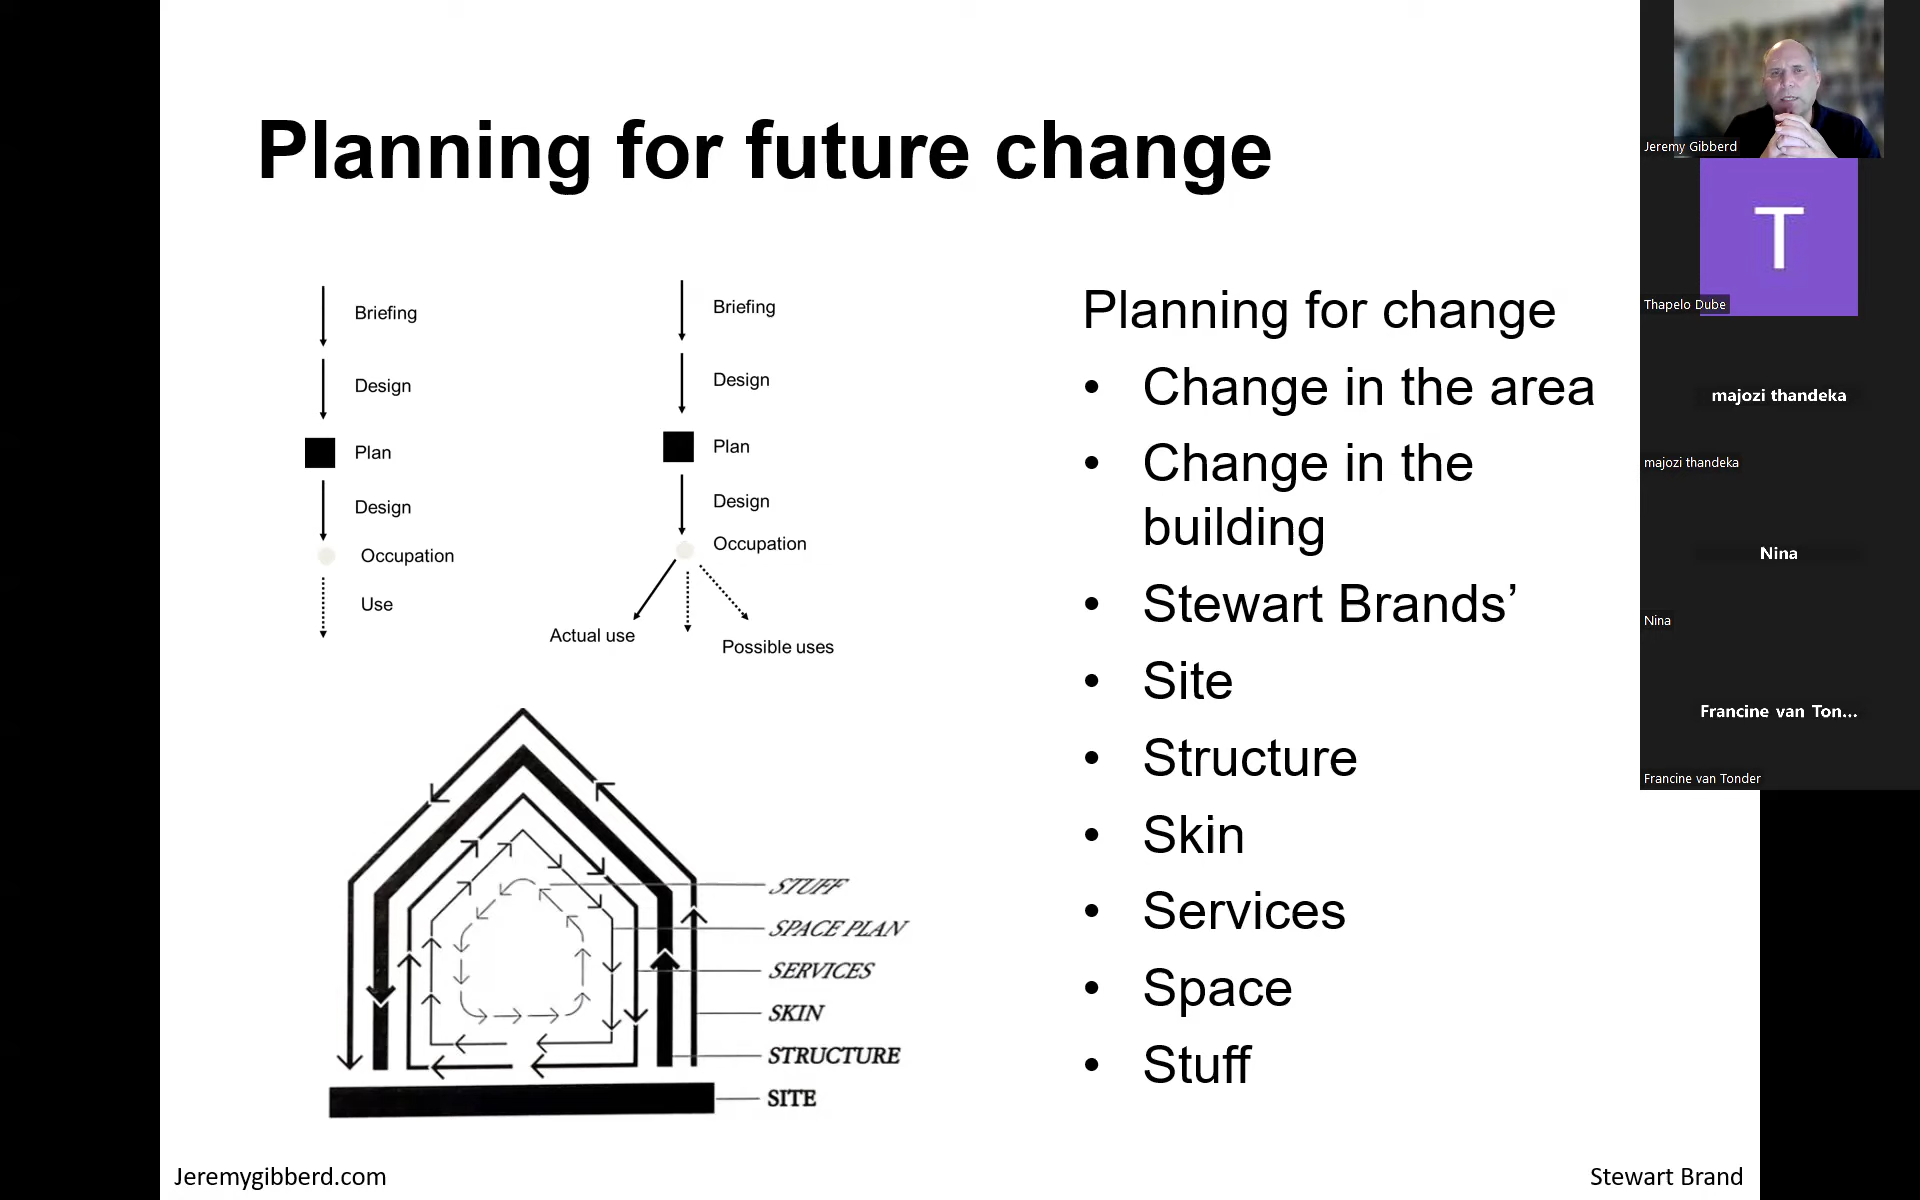 Planning for future change
Briefing
Design
Plan
Design
Occupation
Use
Briefing
Design
Plan
Design
Occupation
Actual use
Possible uses
STUFF
SPACE PLAN
SERVICES
SKIN
STRUCTURE
SITE
Planning for change
• Change in the area
• Change in the
building
• Stewart Brands’
• Site
• Structure
• Skin
• Services
• Space
• Stuff
Jeremygibberd.com
Stewart Brand
Jeremy Gibberd
T
Thapelo Dube
majozi thandeka
majozi thandeka
Nina
Nina
Francine van Ton...
Francine van Tonder